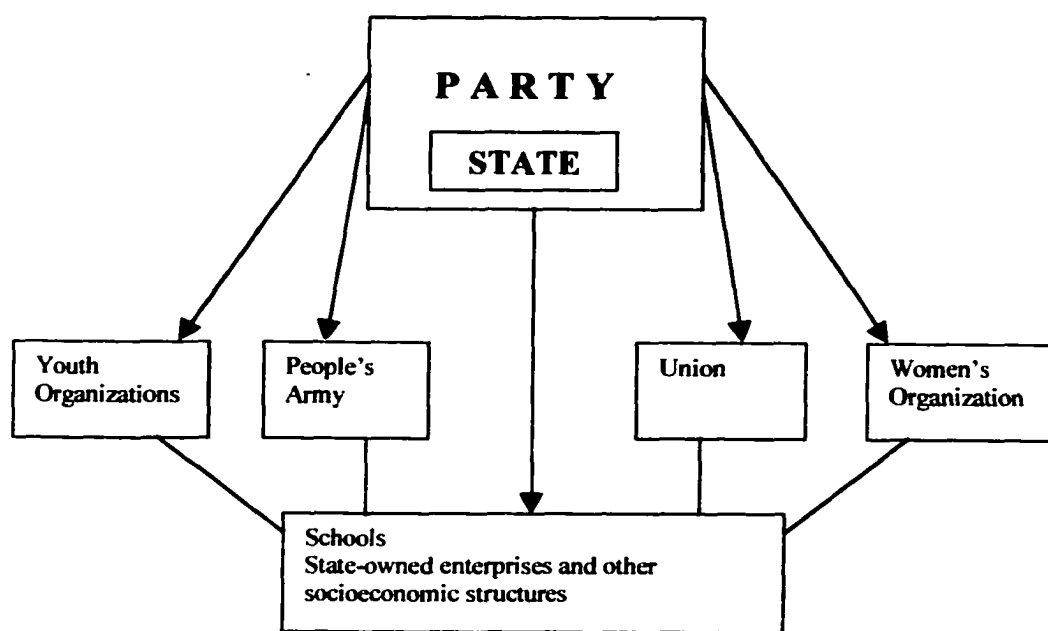 PARTY
STATE
Youth
Organizations
People's
Army
Union
Women's
Organization
Schools
State-owned enterprises and other
socioeconomic structures